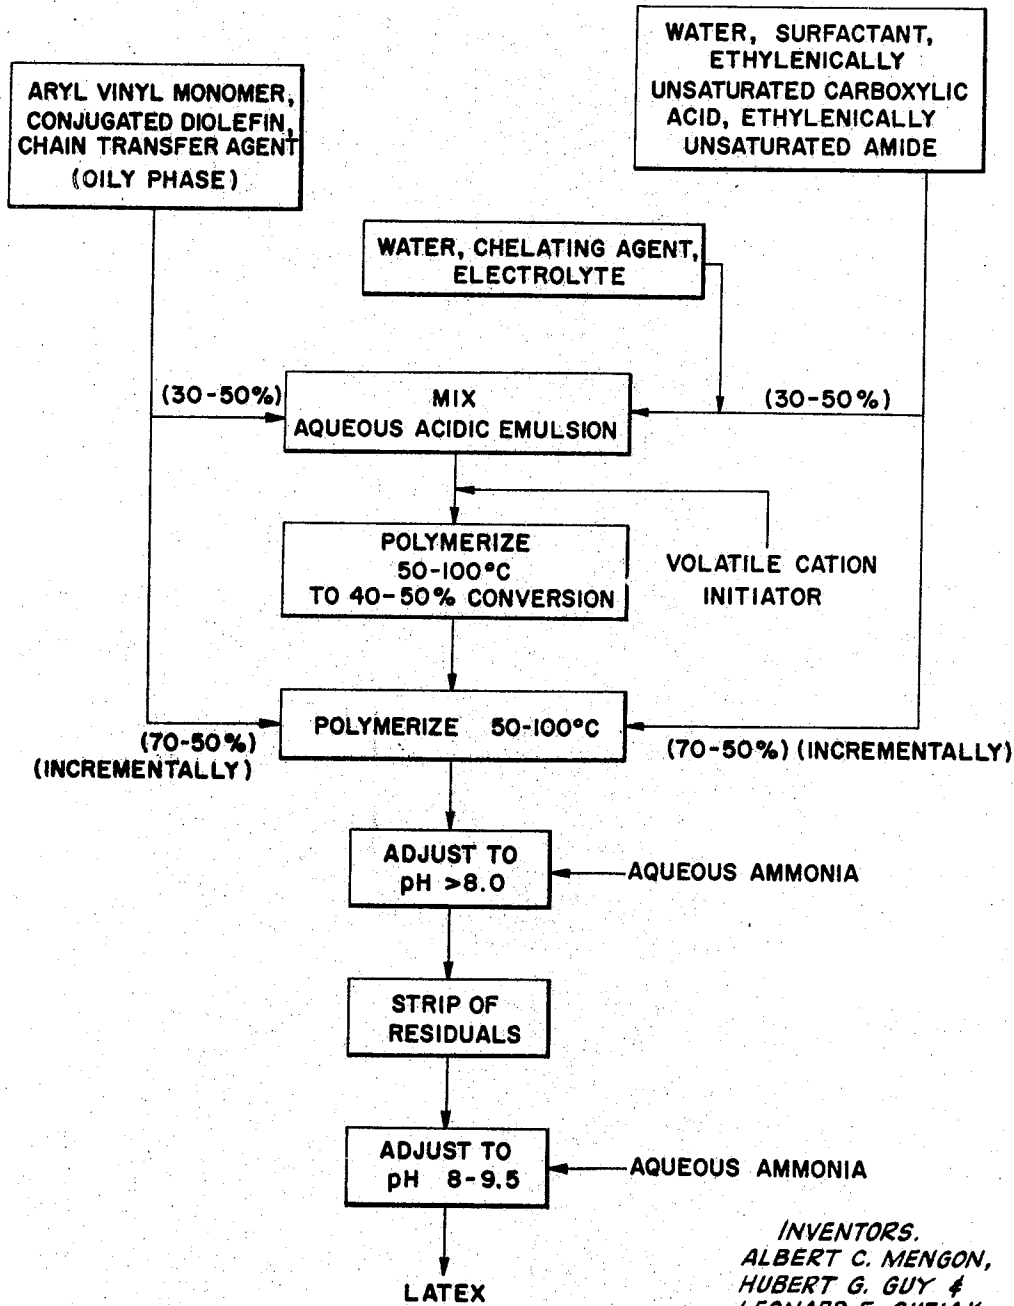 WATER, SURFACTANT,
ETHYLENICALLY
UNSATURATED CARBOXYLIC
ACID, ETHYLENICALLY
UNSATURATED AMIDE
ARYL VINYL MONOMER,
CONJUGATED DIOLEFIN,
CHAIN TRANSFER AGENT
(OILY PHASE)
WATER, CHELATING AGENT,
ELECTROLYTE
(30-50%)
MIX
AQUEOUS ACIDIC EMULSION
(30-50%)
POLYMERIZE
50-100°C
TO 40-50% CONVERSION
VOLATILE CATION
INITIATOR
POLYMERIZE 50-100°C
(70-50%)
(INCREMENTALLY)
(70-50%) (INCREMENTALLY)
ADJUST TO
pH >8.0
AQUEOUS AMMONIA
STRIP OF
RESIDUALS
ADJUST TO
pH 8-9.5
AQUEOUS AMMONIA
LATEX
INVENTORS.
ALBERT C. MENGON,
HUBERT G. GUY &